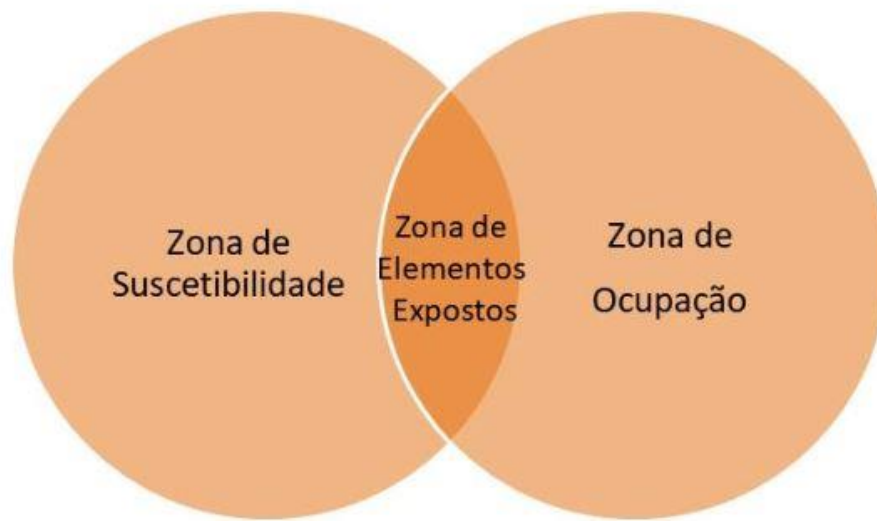 Zona de
Suscetibilidade
Zona de
Elementos
Expostos
Zona de
Ocupação